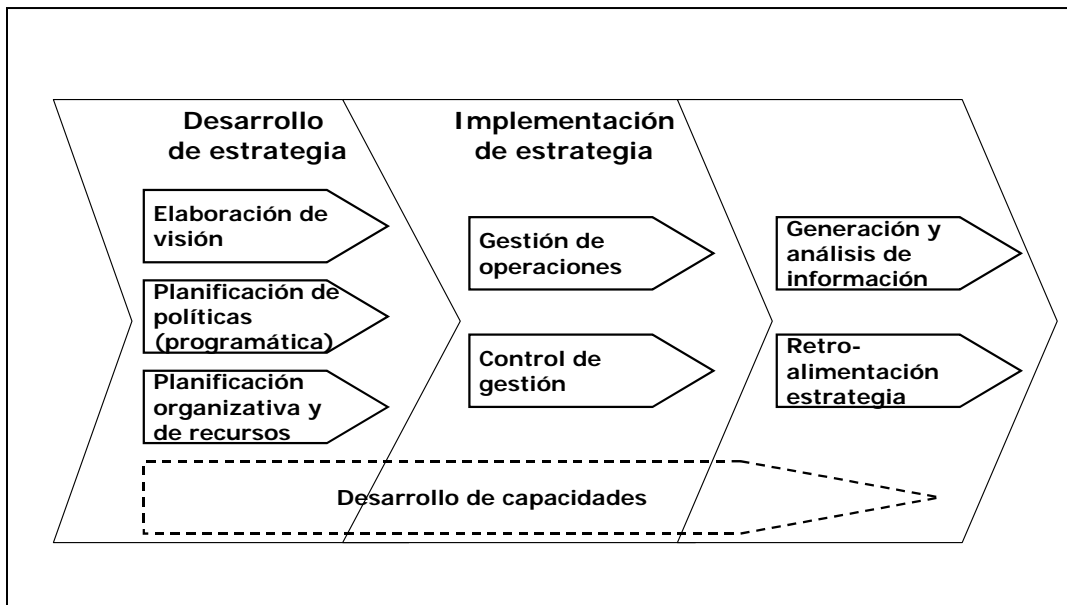 Desarrollo
de estrategia
Elaboración de
visión
Planificación de
políticas
(programática)
Planificación
organizativa y
de recursos
Implementación
de estrategia
Gestión de
operaciones
Control de
gestión
Generación y
análisis de
información
Retro-
alimentación
estrategia
Desarrollo de capacidades